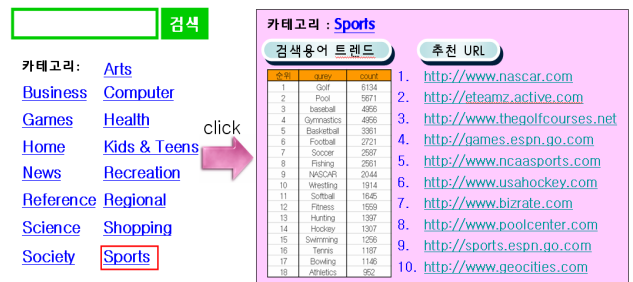 검색
카테고리:
Arts
Business
Computer
Games
Health
Home
Kids & Teens
News
Recreation
Reference
Regional
Science
Shopping
Society
Sports
click
카테고리 : Sports
검색용어 트렌드
순위 qurey count
1 Golf 6134
2 Pool 5671
3 baseball 4956
4 Gymnastics 4956
5 Basketball 3361
6 Football 2721
7 Soccer 2587
8 Fishing 2561
9 NASCAR 2044
10 Wrestling 1914
11 Softball 1645
12 Fitness 1559
13 Hunting 1397
14 Hockey 1307
15 Swimming 1256
16 Tennis 1187
17 Bowling 1146
18 Athletics 952
추천 URL
1. http://www.nascar.com
2. http://eteamz.active.com
3. http://www.thegolfcourses.net
4. http://games.espn.go.com
5. http://www.ncaasports.com
6. http://www.usahockey.com
7. http://www.bizrate.com
8. http://www.poolcenter.com
9. http://sports.espn.go.com
10. http://www.geocities.com